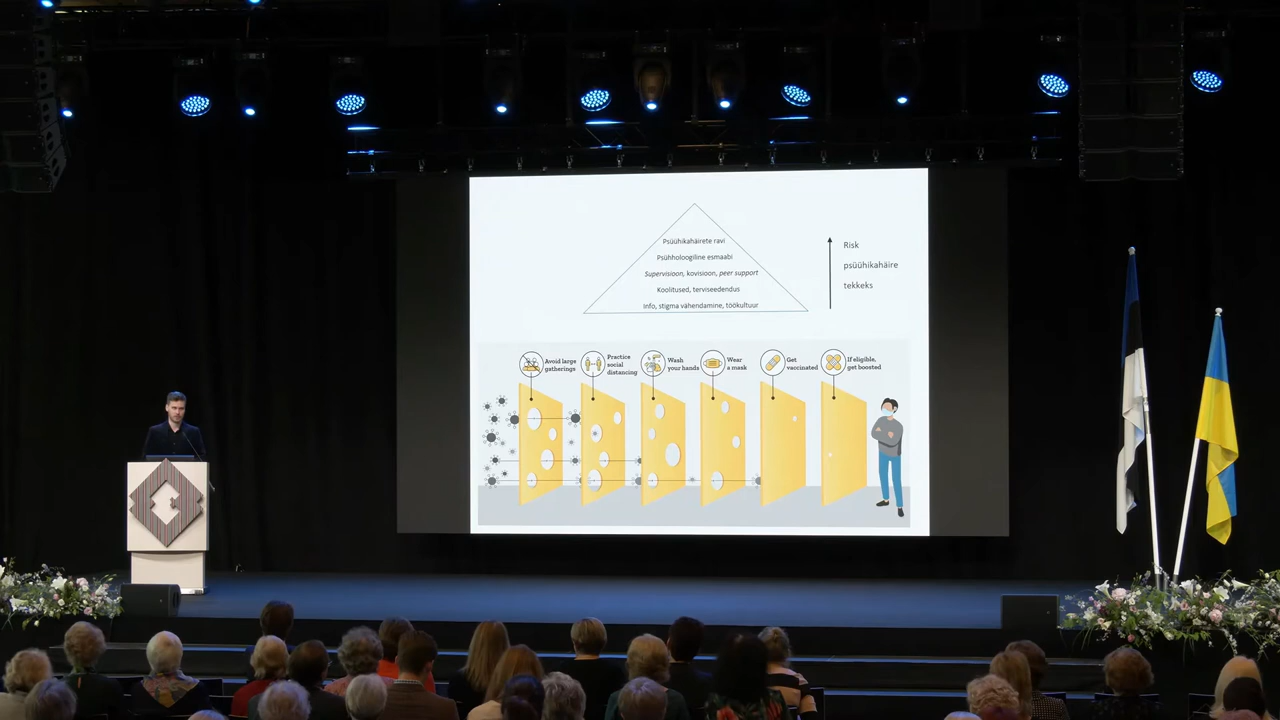 Psüühikahäirete ravi
Psühholoogiline esmaabi
Supervisioon, kovisioon, peer support
Koolitused, terviseedendus
Info, stigma vähendamine, töökultuur
Risk
psüühikahäire
tekkeks
Avoid large
gatherings
Practice
social
distancing
Wash
your hands
Wear
a mask
Get
vaccinated
If eligible,
get boosted